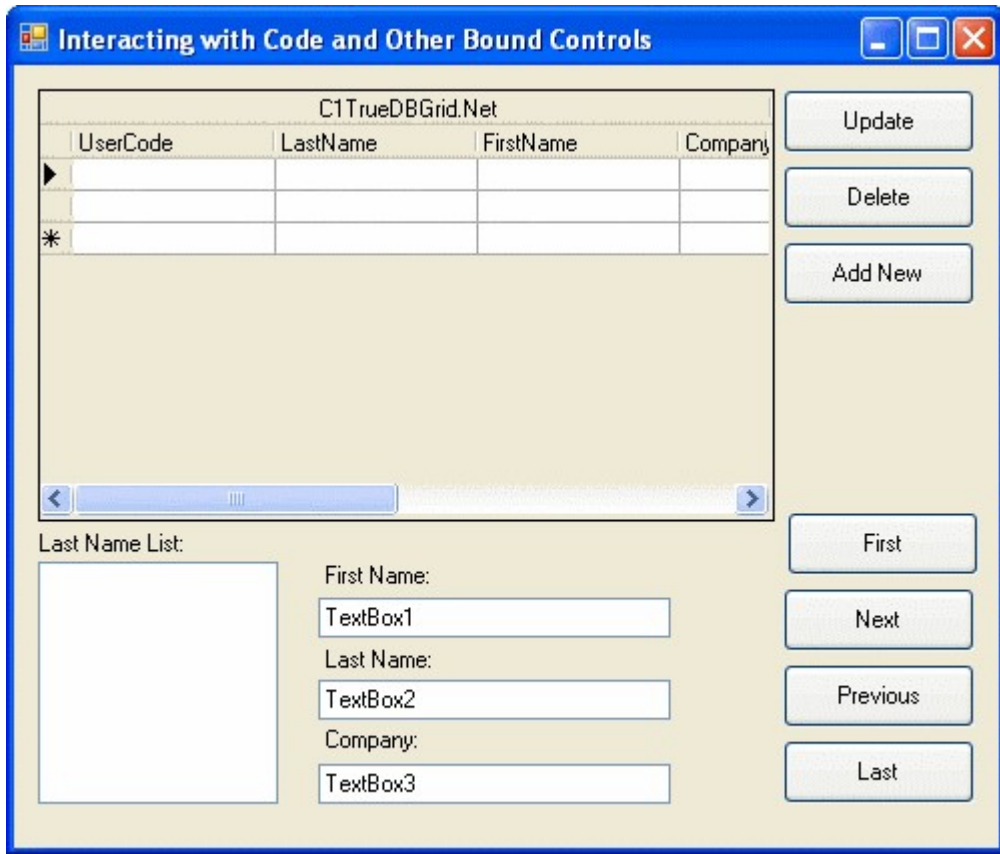 Interacting with Code and Other Bound Controls
C1TrueDBGrid.Net
UserCode LastName FirstName Company
Update
Delete
Add New
Last Name List:
First Name:
TextBox1
Last Name:
TextBox2
Company:
TextBox3
First
Next
Previous
Last